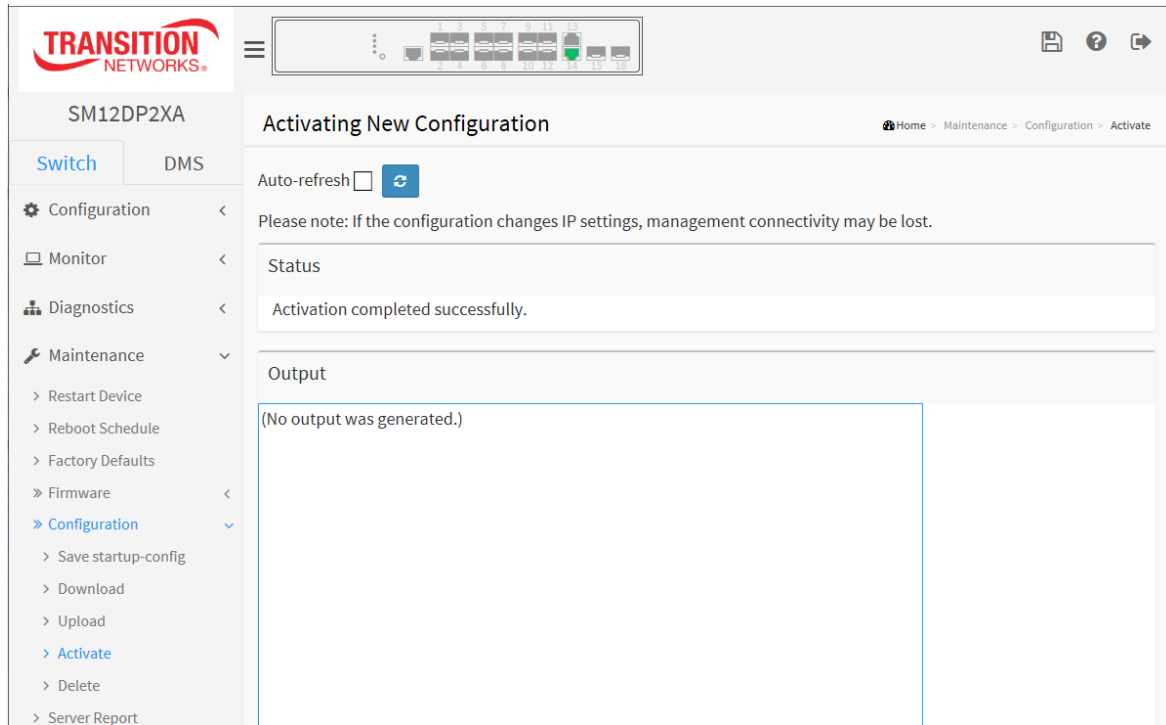 TRANSITION
NETWORKS®
1 3 5 7 9 11 13
2 4 6 8 10 12 14 15 16
SM12DP2XA
Switch DMS
Configuration
Monitor
Diagnostics
Maintenance
Restart Device
Reboot Schedule
Factory Defaults
Firmware
Configuration
Save startup-config
Download
Upload
Activate
Delete
Server Report
Activating New Configuration
Home > Maintenance > Configuration > Activate
Auto-refresh
Please note: If the configuration changes IP settings, management connectivity may be lost.
Status
Activation completed successfully.
Output
(No output was generated.)